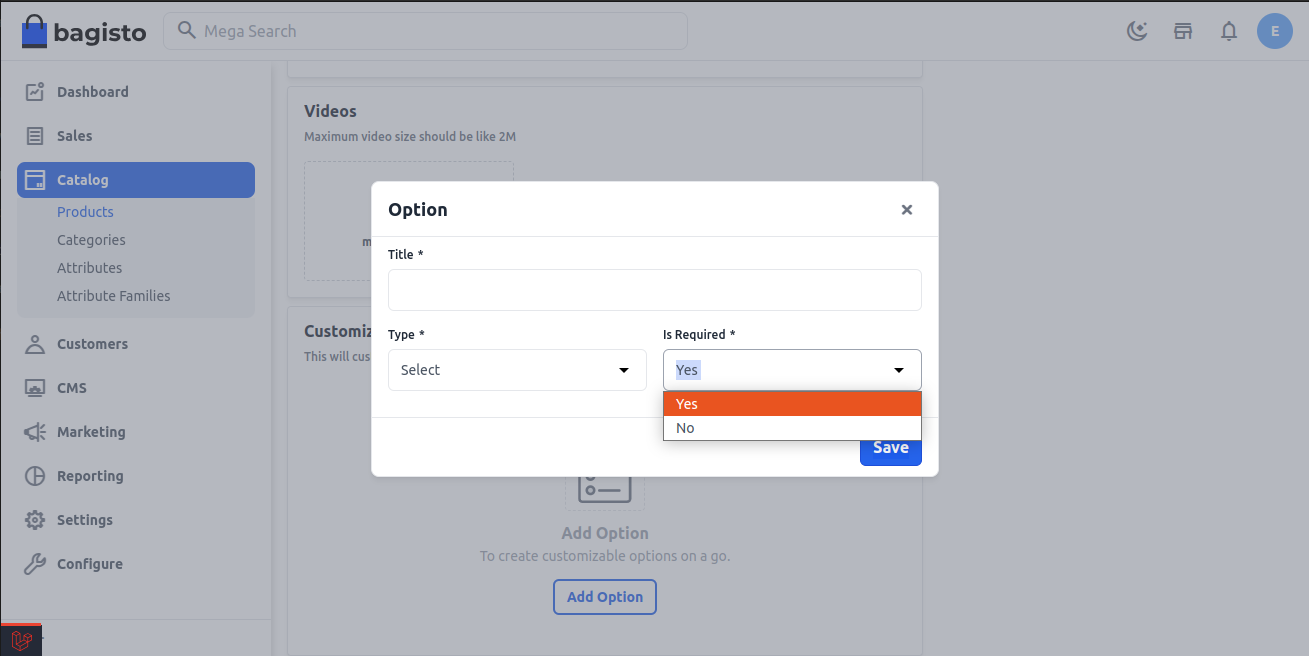 bagisto
Mega Search
E
Dashboard
Sales
Catalog
Products
Categories
Attributes
Attribute Families
Customers
CMS
Marketing
Reporting
Settings
Configure
Videos
Maximum video size should be like 2M
m
Customiz
This will cus
Option
Title *
Type *
Is Required *
Select
Yes
Yes
No
Save
Add Option
To create customizable options on a go.
Add Option